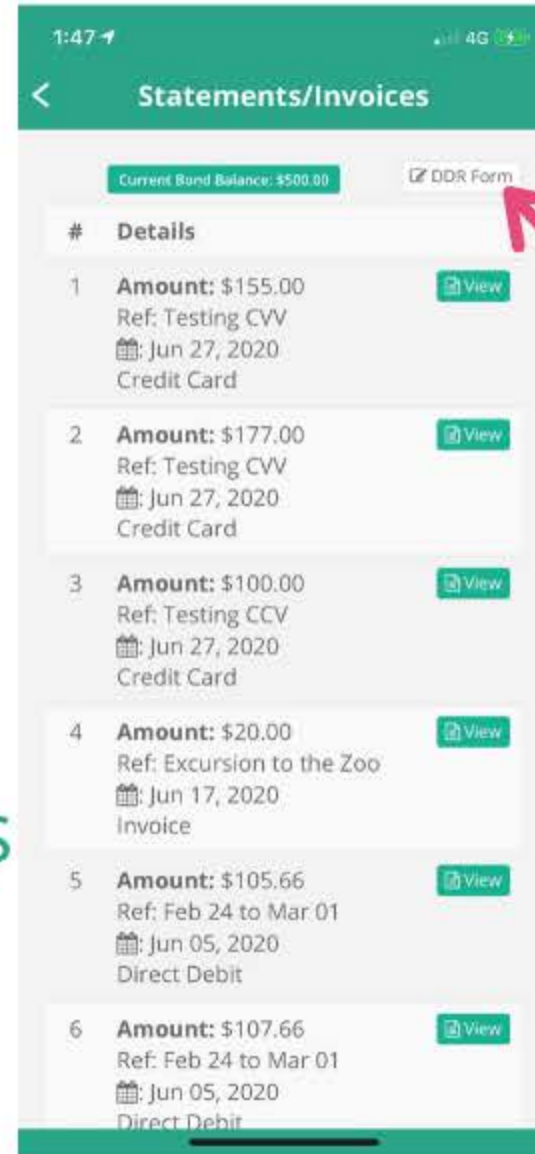 1:47 4G
Statements/Invoices
Current Bond Balance: $500.00 DDR Form
# Details
1 Amount: $155.00 View
Ref: Testing CVV
: Jun 27, 2020
Credit Card
2 Amount: $177.00 View
Ref: Testing CVV
: Jun 27, 2020
Credit Card
3 Amount: $100.00 View
Ref: Testing CCV
: Jun 27, 2020
Credit Card
4 Amount: $20.00 View
Ref: Excursion to the Zoo
: Jun 17, 2020
Invoice
5 Amount: $105.66 View
Ref: Feb 24 to Mar 01
: Jun 05, 2020
Direct Debit
6 Amount: $107.66 View
Ref: Feb 24 to Mar 01
: Jun 05, 2020
Direct Debit